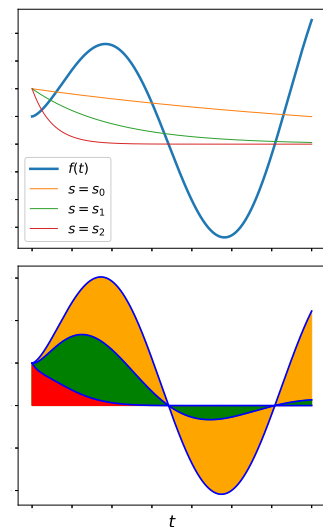 f(t)
s = s₀
s = s₁
s = s₂
t